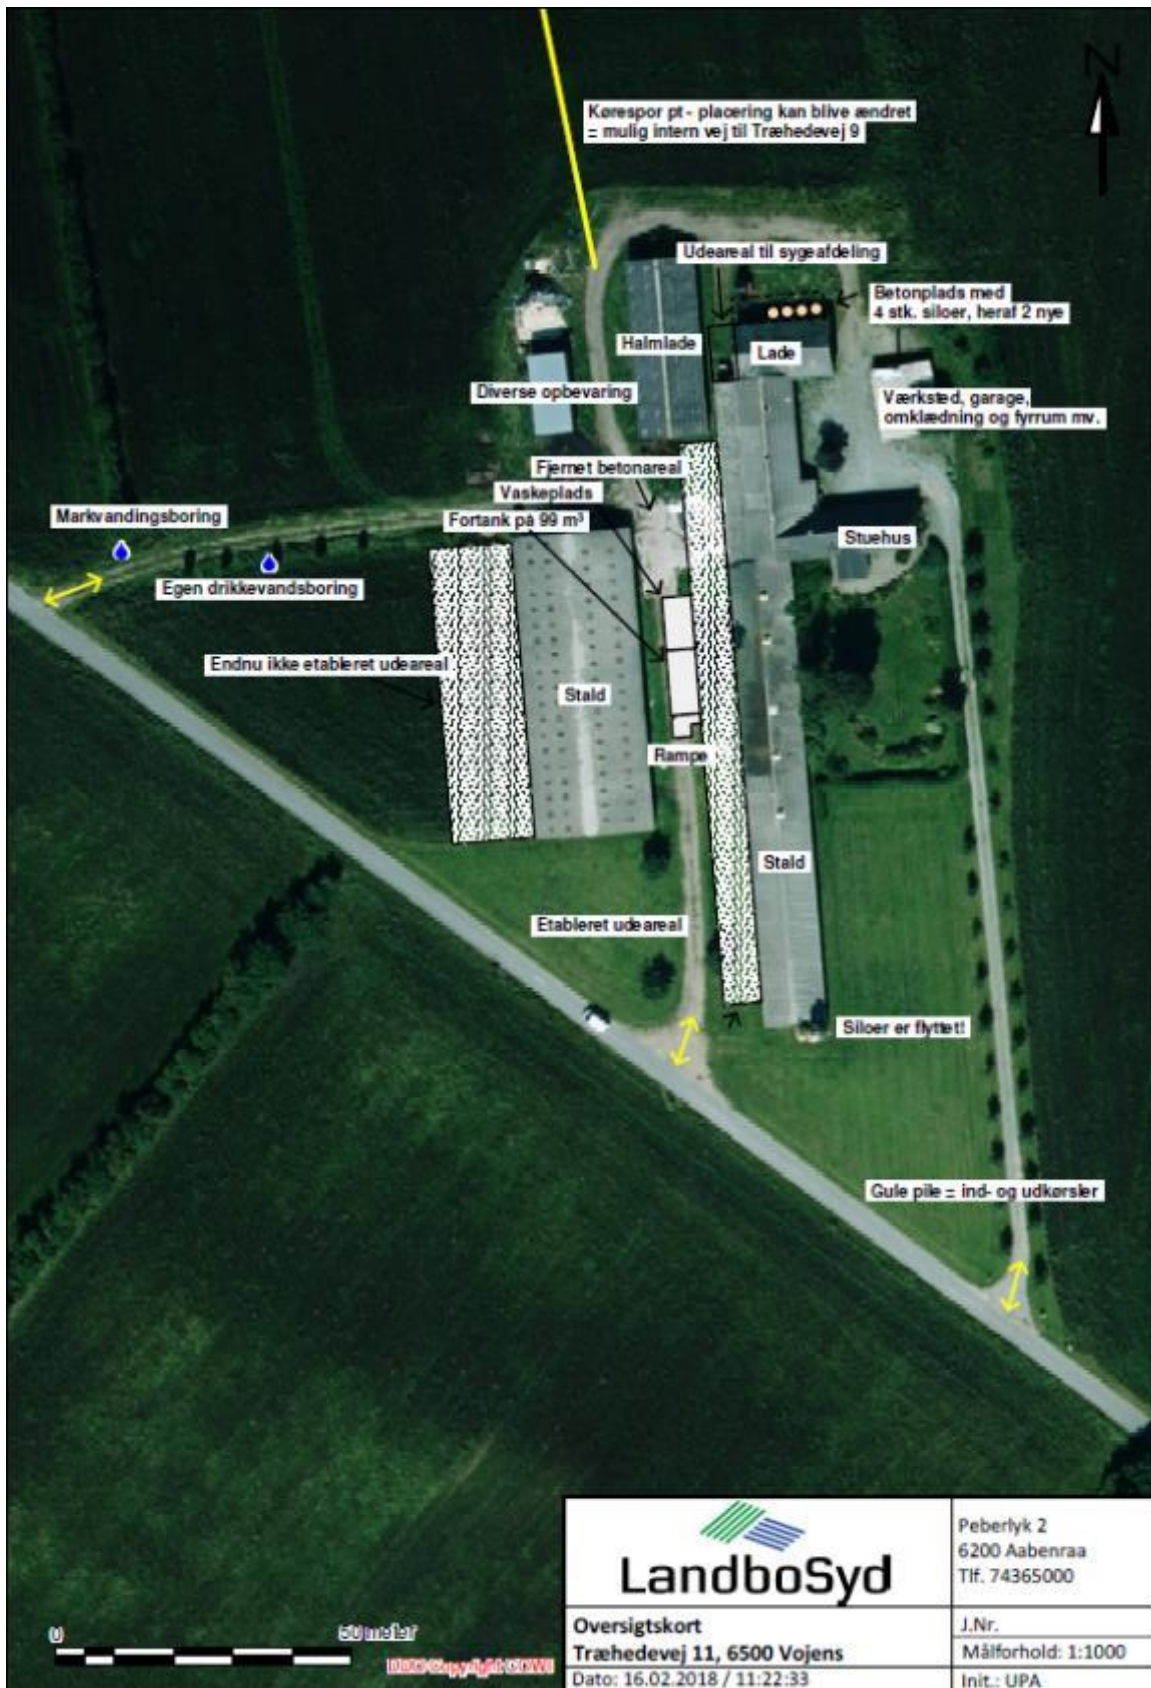 N
Kørespor pt - placering kan blive ændret
= mulig intern vej til Træhedevej 9
Udeareal til sygeafdeling
Betonplads med
4 stk. siloer, heraf 2 nye
Halmlade
Lade
Diverse opbevaring
Værksted, garage,
omklædning og fyrrum mv.
Fjernet betonareal
Vaskeplads
Fortank på 99 m³
Markvandingsboring
Stuehus
Egen drikkevandsboring
Endnu ikke etableret udeareal
Stald
Rampe
Stald
Etableret udeareal
Siloer er flyttet!
Gule pile = ind- og udkørsler
LandboSyd
Peberlyk 2
6200 Aabenraa
Tlf. 74365000
Oversigtskort
Træhedevej 11, 6500 Vojens
Dato: 16.02.2018 / 11:22:33
J.Nr.
Målforhold: 1:1000
Init.: UPA
0 50 meter
Copyright COWI